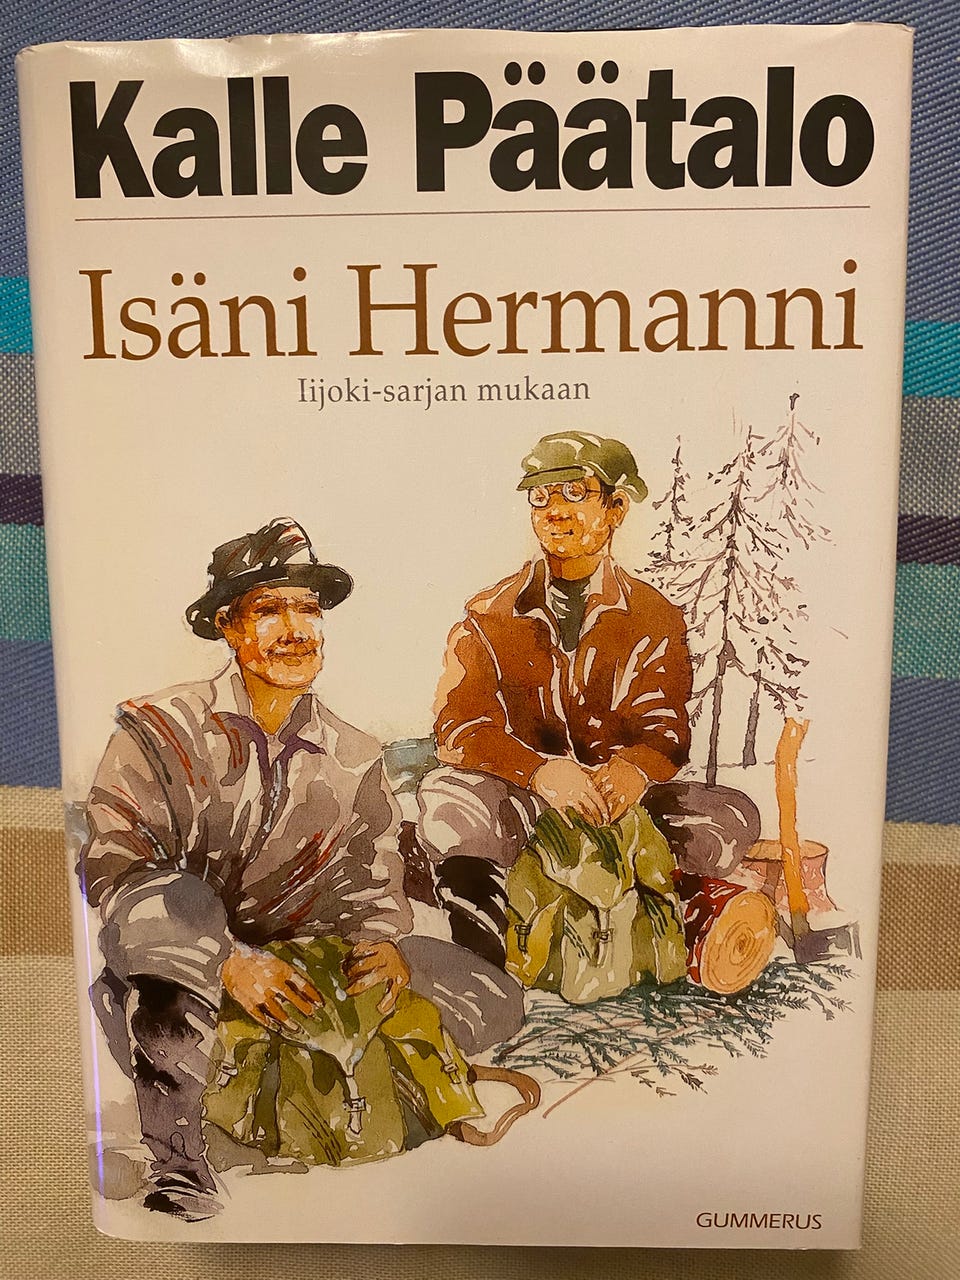 Kalle Päätalo
Isäni Hermanni
Iijoki-sarjan mukaan
GUMMERUS